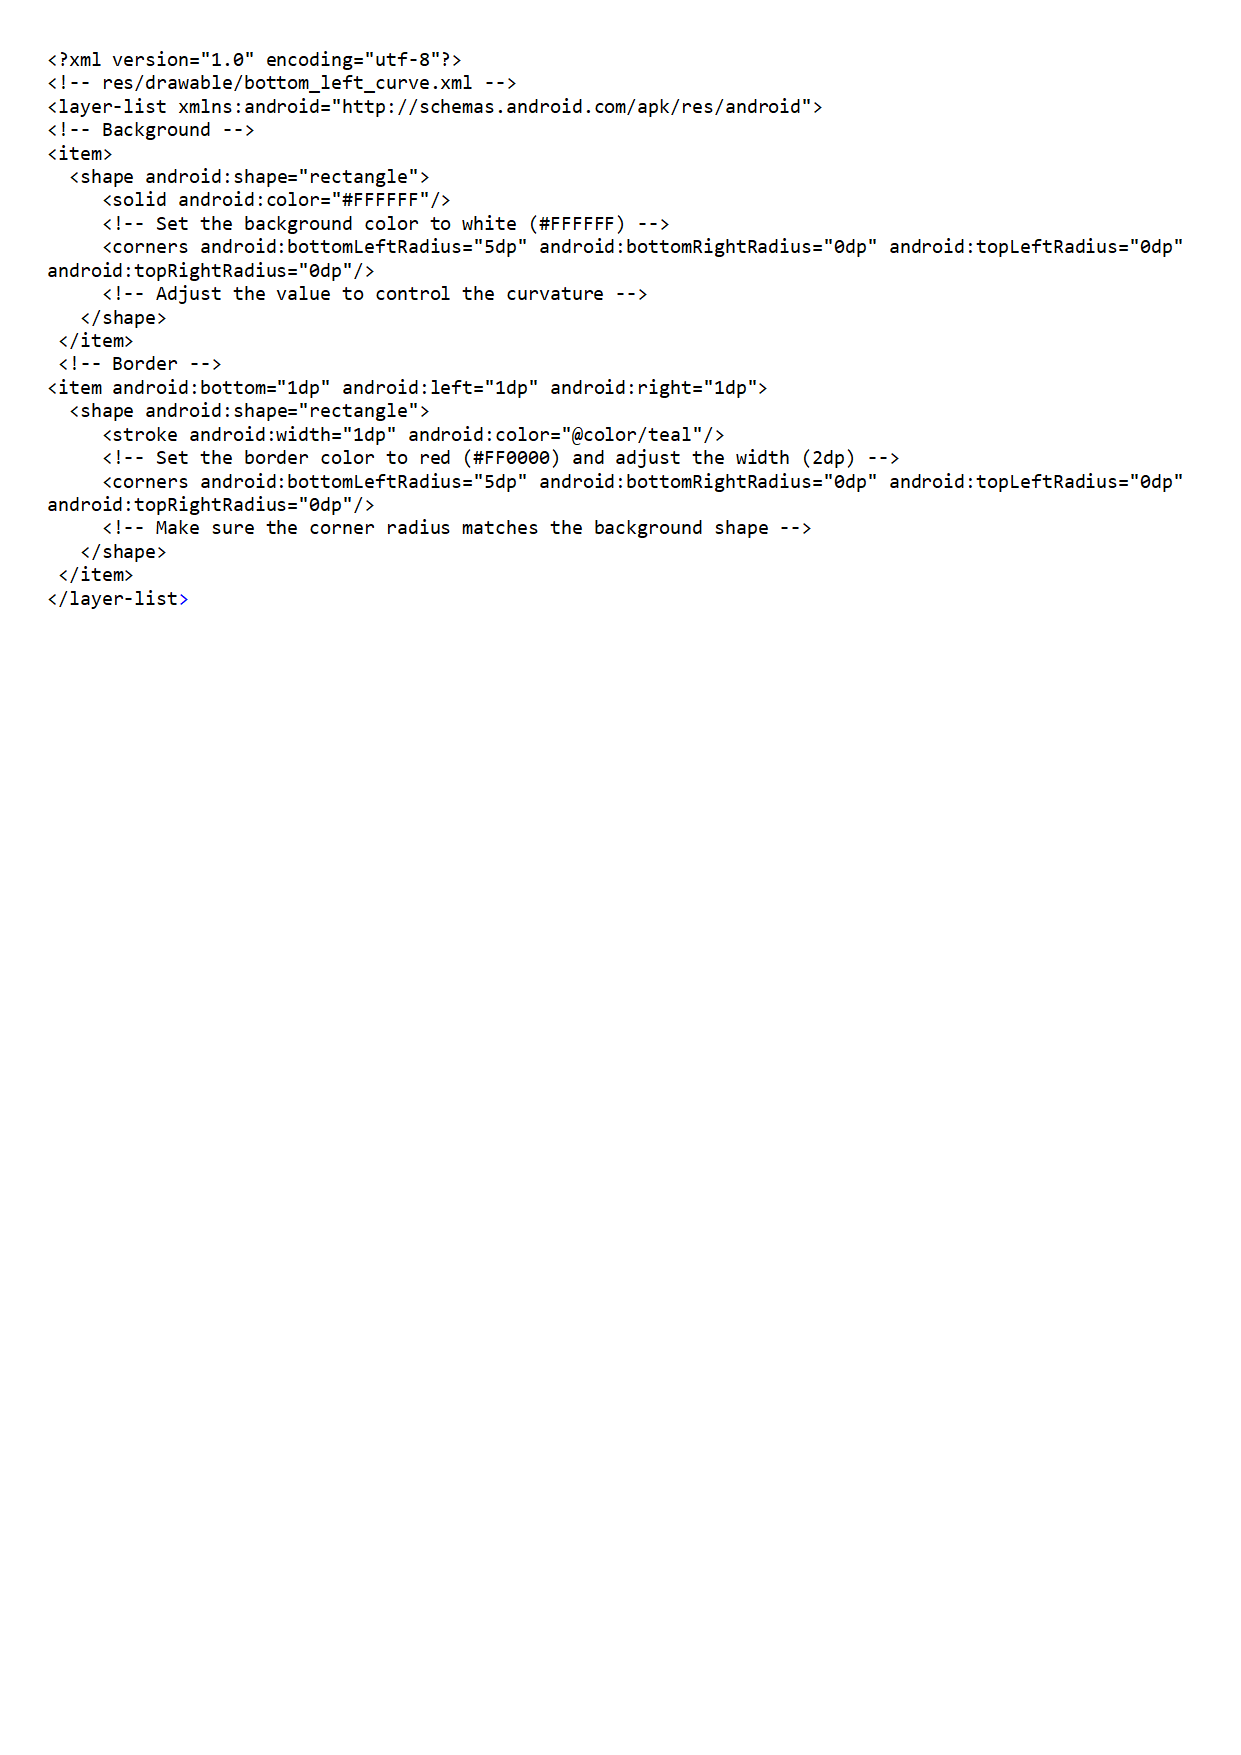 <?xml version="1.0" encoding="utf-8"?>
<!-- res/drawable/bottom_left_curve.xml -->
<layer-list xmlns:android="http://schemas.android.com/apk/res/android">
<!-- Background -->
<item>
  <shape android:shape="rectangle">
     <solid android:color="#FFFFFF"/>
     <!-- Set the background color to white (#FFFFFF) -->
     <corners android:bottomLeftRadius="5dp" android:bottomRightRadius="0dp" android:topLeftRadius="0dp"
android:topRightRadius="0dp"/>
     <!-- Adjust the value to control the curvature -->
   </shape>
 </item>
 <!-- Border -->
<item android:bottom="1dp" android:left="1dp" android:right="1dp">
  <shape android:shape="rectangle">
     <stroke android:width="1dp" android:color="@color/teal"/>
     <!-- Set the border color to red (#FF0000) and adjust the width (2dp) -->
     <corners android:bottomLeftRadius="5dp" android:bottomRightRadius="0dp" android:topLeftRadius="0dp"
android:topRightRadius="0dp"/>
     <!-- Make sure the corner radius matches the background shape -->
   </shape>
 </item>
</layer-list>